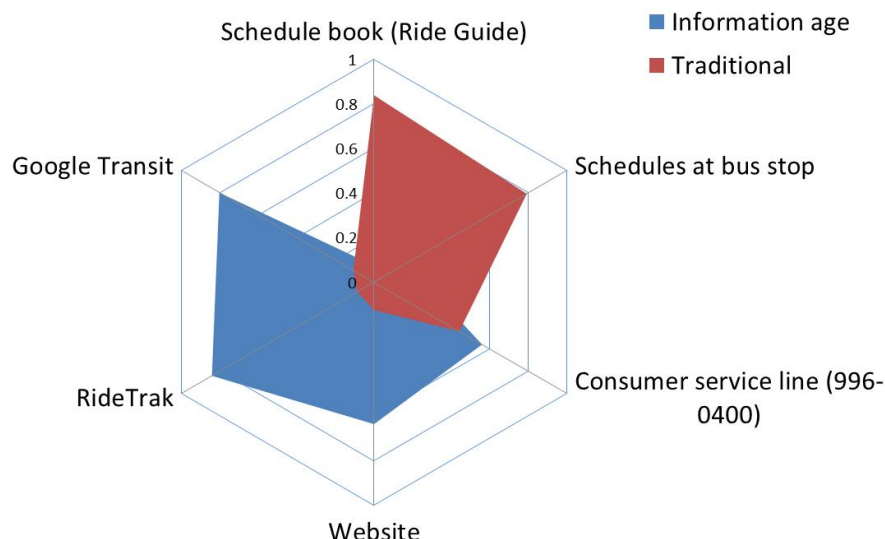 Information age
Traditional
Schedule book (Ride Guide)
1
0.8
0.6
0.4
0.2
0
Google Transit
Schedules at bus stop
RideTrak
Consumer service line (996-
0400)
Website